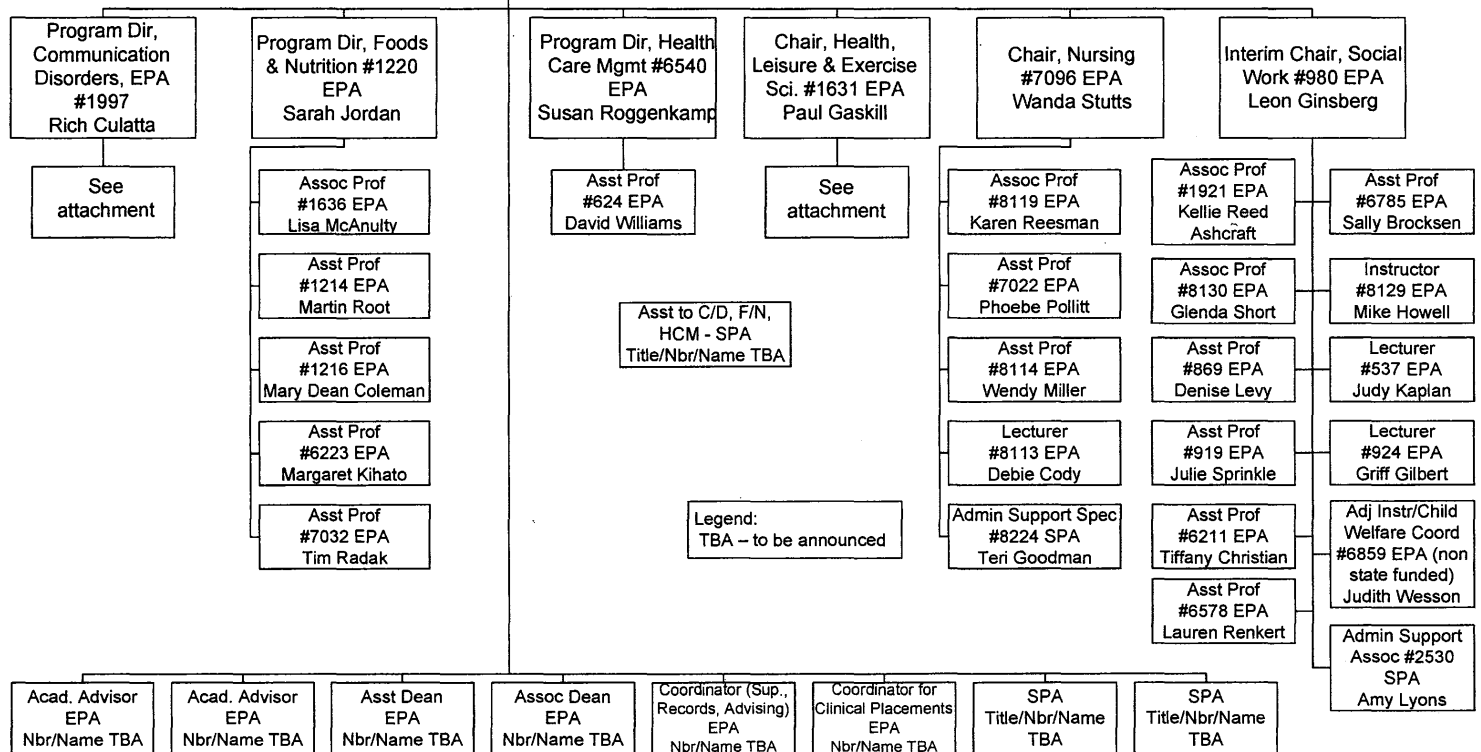 Program Dir,
Communication
Disorders, EPA
#1997
Rich Culatta
Program Dir, Foods
& Nutrition #1220
EPA
Sarah Jordan
Program Dir, Health
Care Mgmt #6540
EPA
Susan Roggenkamp
Chair, Health,
Leisure & Exercise
Sci. #1631 EPA
Paul Gaskill
Chair, Nursing
#7096 EPA
Wanda Stutts
Interim Chair, Social
Work #980 EPA
Leon Ginsberg
See
attachment
Assoc Prof
#1636 EPA
Lisa McAnulty
Asst Prof
#1214 EPA
Martin Root
Asst Prof
#1216 EPA
Mary Dean Coleman
Asst Prof
#6223 EPA
Margaret Kihato
Asst Prof
#7032 EPA
Tim Radak
Asst Prof
#624 EPA
David Williams
Asst to C/D, F/N,
HCM - SPA
Title/Nbr/Name TBA
See
attachment
Legend:
TBA – to be announced
Assoc Prof
#8119 EPA
Karen Reesman
Asst Prof
#7022 EPA
Phoebe Pollitt
Asst Prof
#8114 EPA
Wendy Miller
Lecturer
#8113 EPA
Debie Cody
Admin Support Spec
#8224 SPA
Teri Goodman
Assoc Prof
#1921 EPA
Kellie Reed
Ashcraft
Assoc Prof
#8130 EPA
Glenda Short
Asst Prof
#869 EPA
Denise Levy
Asst Prof
#919 EPA
Julie Sprinkle
Asst Prof
#6211 EPA
Tiffany Christian
Asst Prof
#6578 EPA
Lauren Renkert
Asst Prof
#6785 EPA
Sally Brocksen
Instructor
#8129 EPA
Mike Howell
Lecturer
#537 EPA
Judy Kaplan
Lecturer
#924 EPA
Griff Gilbert
Adj Instr/Child
Welfare Coord
#6859 EPA (non
state funded)
Judith Wesson
Admin Support
Assoc #2530
SPA
Amy Lyons
Acad. Advisor
EPA
Nbr/Name TBA
Acad. Advisor
EPA
Nbr/Name TBA
Asst Dean
EPA
Nbr/Name TBA
Assoc Dean
EPA
Nbr/Name TBA
Coordinator (Sup.,
Records, Advising)
EPA
Nbr/Name TBA
Coordinator for
Clinical Placements
EPA
Nbr/Name TBA
SPA
Title/Nbr/Name
TBA
SPA
Title/Nbr/Name
TBA